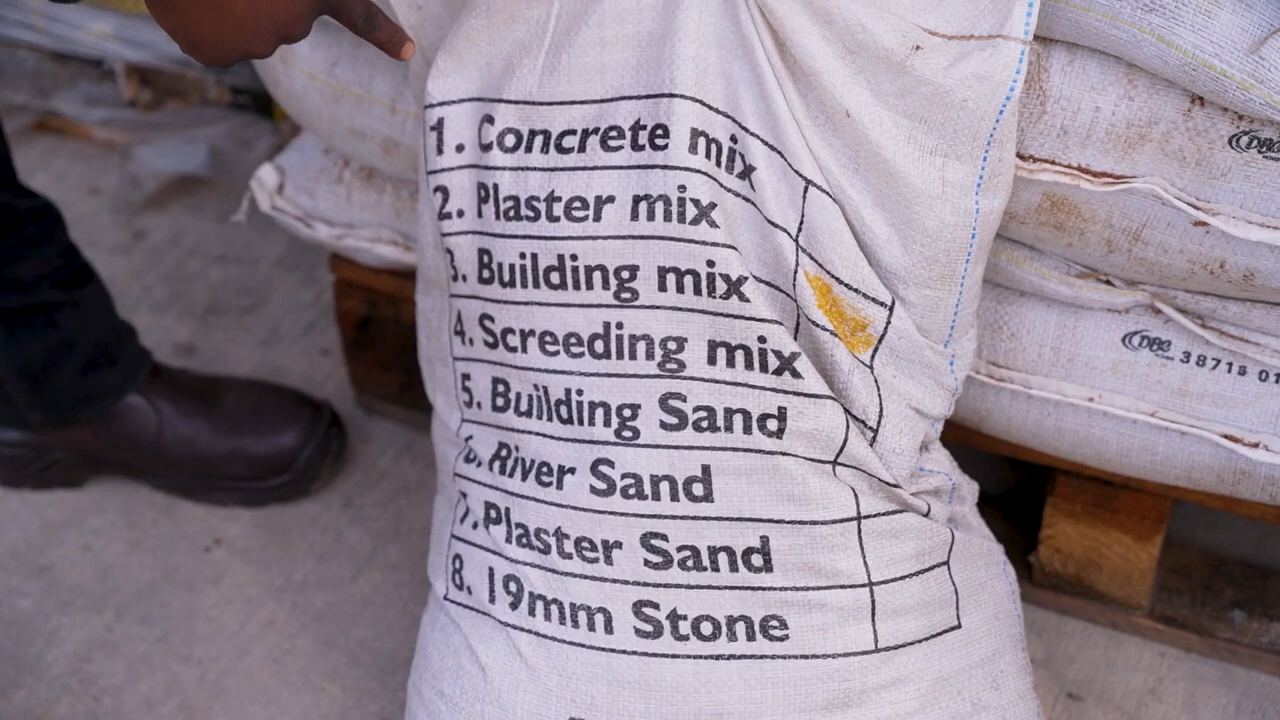 1. Concrete mix
2. Plaster mix
3. Building mix
4. Screeding mix
5. Building Sand
6. River Sand
7. Plaster Sand
8. 19mm Stone
DBC
DBC 38718 01